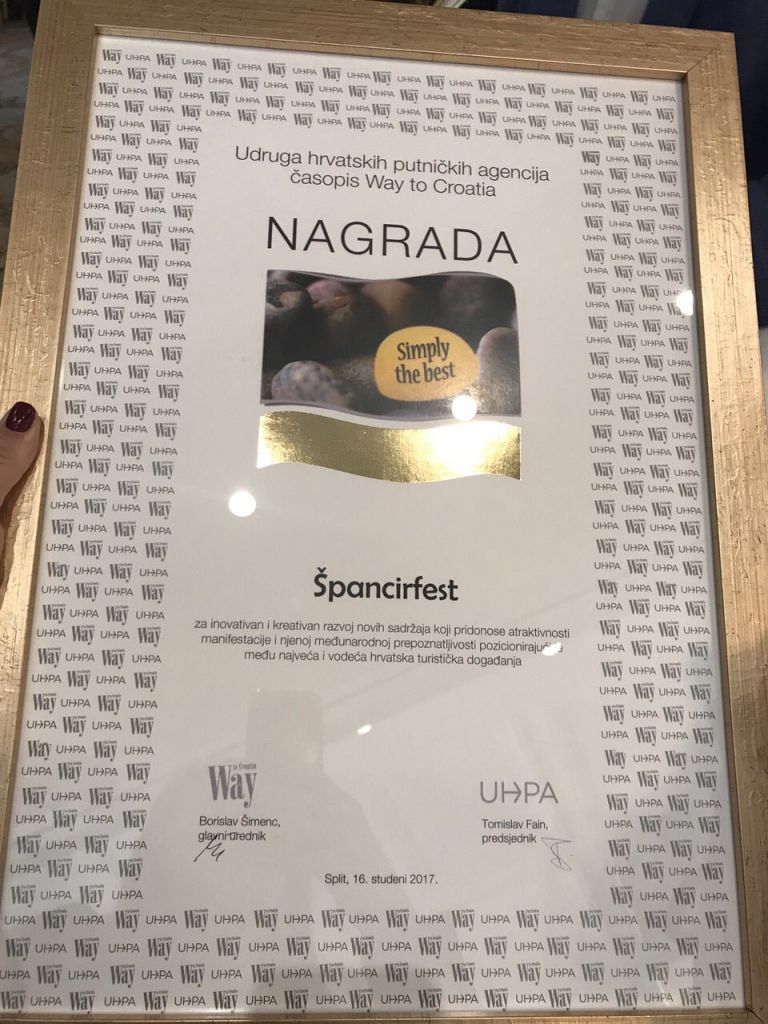 Udruga hrvatskih putničkih agencija
časopis Way to Croatia
NAGRADA
Simply
the best
Špancirfest
za inovativan i kreativan razvoj novih sadržaja koji pridonose atraktivnosti
manifestacije i njenoj međunarodnoj prepoznatljivosti pozicionirajući
među najveća i vodeća hrvatska turistička događanja
to Croatia
Way
Borislav Šimenc,
glavni urednik
UHPA
Tomislav Fain,
predsjednik
Split, 16. studeni 2017.